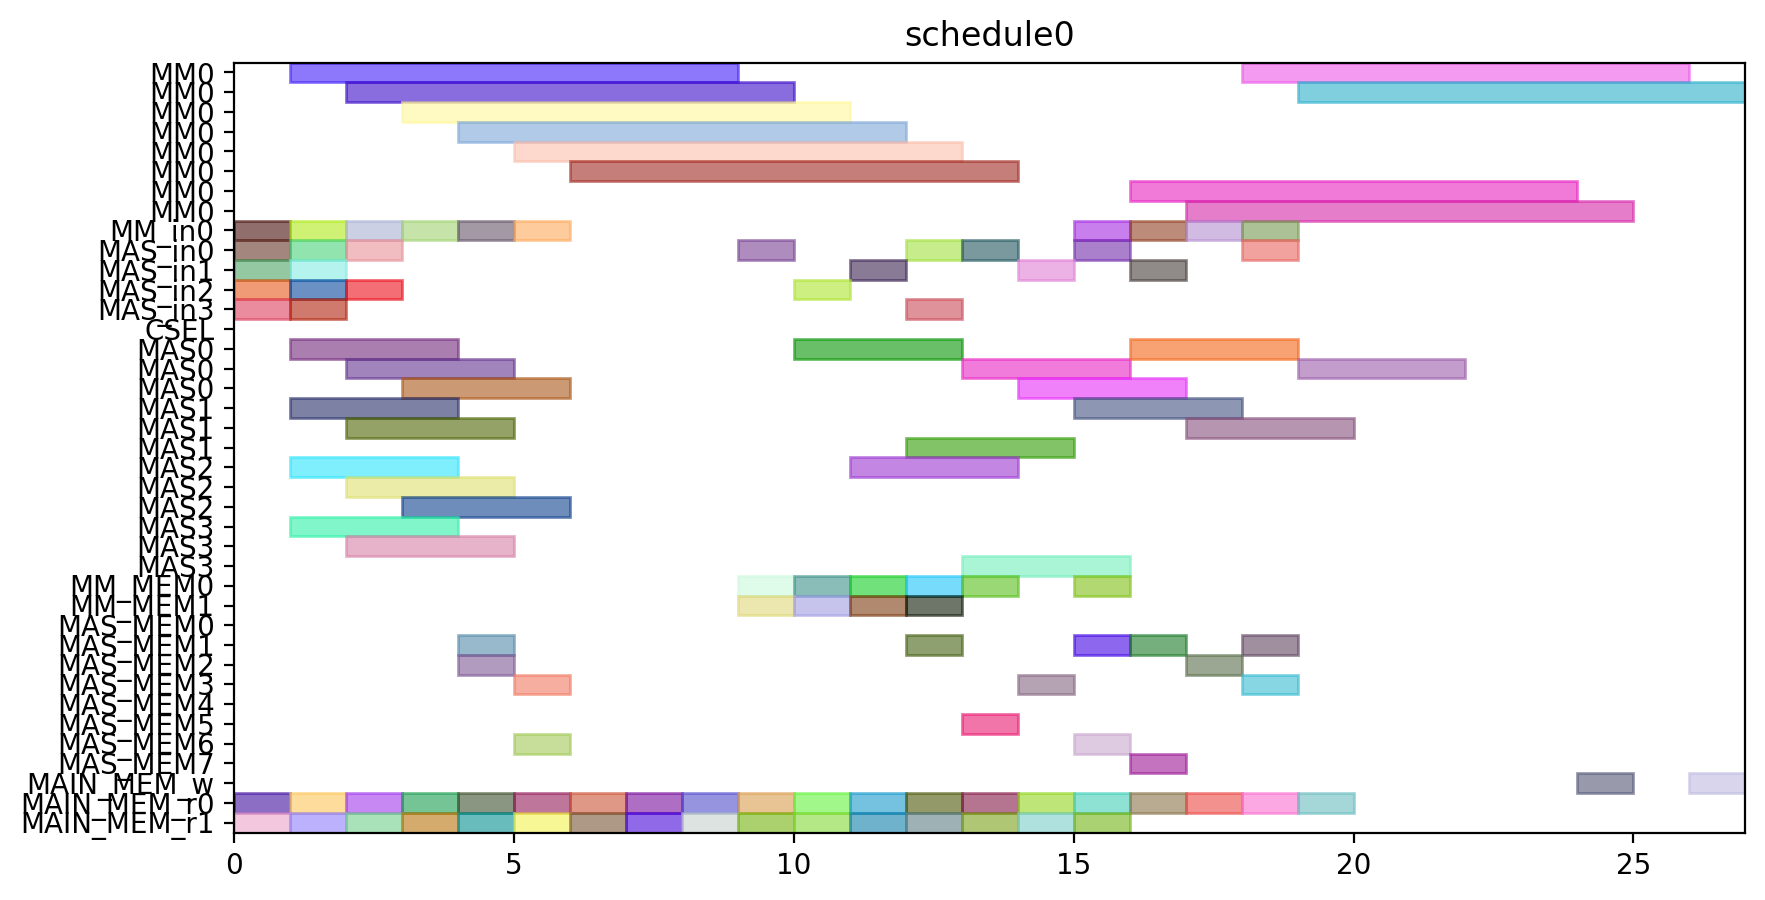 schedule0
MM0
MM0
MM0
MM0
MM0
MM0
MM0
MM0
MM_in0
MAS_in0
MAS_in1
MAS_in2
MAS_in3
CSEL
MAS0
MAS0
MAS0
MAS1
MAS1
MAS1
MAS2
MAS2
MAS2
MAS3
MAS3
MAS3
MM_MEM0
MM_MEM1
MAS_MEM0
MAS_MEM1
MAS_MEM2
MAS_MEM3
MAS_MEM4
MAS_MEM5
MAS_MEM6
MAS_MEM7
MAIN_MEM_w
MAIN_MEM_r0
MAIN_MEM_r1
0 5 10 15 20 25